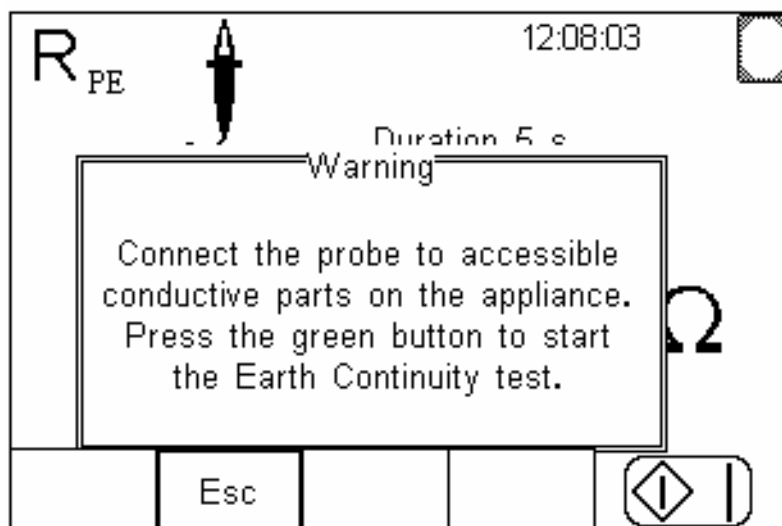 R PE 12:08:03
Duration 5 s
Warning
Connect the probe to accessible
conductive parts on the appliance.
Press the green button to start
the Earth Continuity test.
Ω
Esc